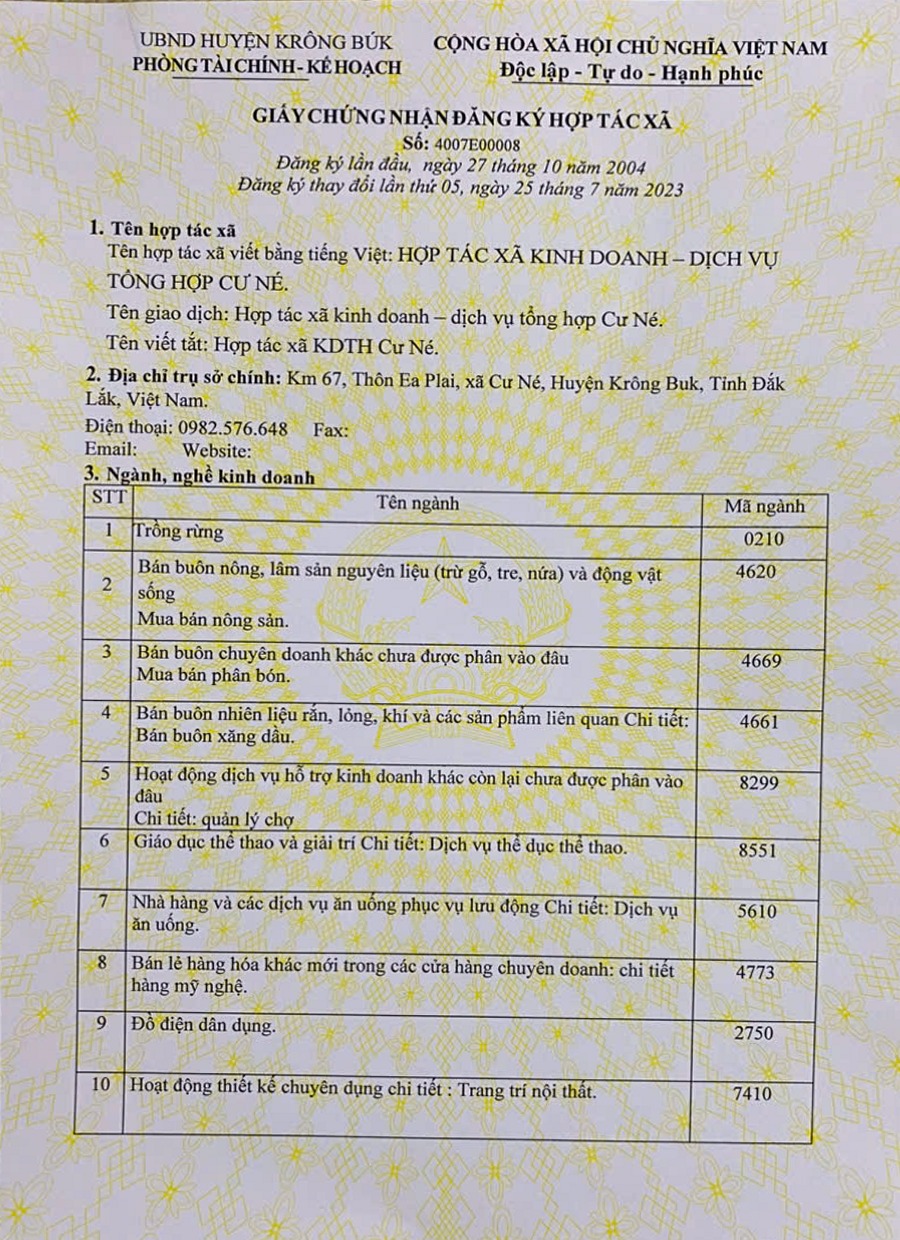 UBND HUYỆN KRÔNG BÚK
PHÒNG TÀI CHÍNH - KẾ HOẠCH
CỘNG HÒA XÃ HỘI CHỦ NGHĨA VIỆT NAM
Độc lập - Tự do - Hạnh phúc
GIẤY CHỨNG NHẬN ĐĂNG KÝ HỢP TÁC XÃ
Số: 4007E00008
Đăng ký lần đầu, ngày 27 tháng 10 năm 2004
Đăng ký thay đổi lần thứ 05, ngày 25 tháng 7 năm 2023
1. Tên hợp tác xã
Tên hợp tác xã viết bằng tiếng Việt: HỢP TÁC XÃ KINH DOANH – DỊCH VỤ
TỔNG HỢP CƯ NÉ.
Tên giao dịch: Hợp tác xã kinh doanh – dịch vụ tổng hợp Cư Né.
Tên viết tắt: Hợp tác xã KDTH Cư Né.
2. Địa chỉ trụ sở chính: Km 67, Thôn Ea Plai, xã Cư Né, Huyện Krông Buk, Tỉnh Đắk
Lắk, Việt Nam.
Điện thoại: 0982.576.648 Fax:
Email: Website:
3. Ngành, nghề kinh doanh
STT Tên ngành Mã ngành
1 Trồng rừng 0210
2 Bán buôn nông, lâm sản nguyên liệu (trừ gỗ, tre, nứa) và động vật 4620
sống
Mua bán nông sản.
3 Bán buôn chuyên doanh khác chưa được phân vào đâu 4669
Mua bán phân bón.
4 Bán buôn nhiên liệu rắn, lỏng, khí và các sản phẩm liên quan Chi tiết: 4661
Bán buôn xăng dầu.
5 Hoạt động dịch vụ hỗ trợ kinh doanh khác còn lại chưa được phân vào 8299
đâu
Chi tiết: quản lý chợ
6 Giáo dục thể thao và giải trí Chi tiết: Dịch vụ thể dục thể thao. 8551
7 Nhà hàng và các dịch vụ ăn uống phục vụ lưu động Chi tiết: Dịch vụ 5610
ăn uống.
8 Bán lẻ hàng hóa khác mới trong các cửa hàng chuyên doanh: chi tiết 4773
hàng mỹ nghệ.
9 Đồ điện dân dụng. 2750
10 Hoạt động thiết kế chuyên dụng chi tiết : Trang trí nội thất. 7410